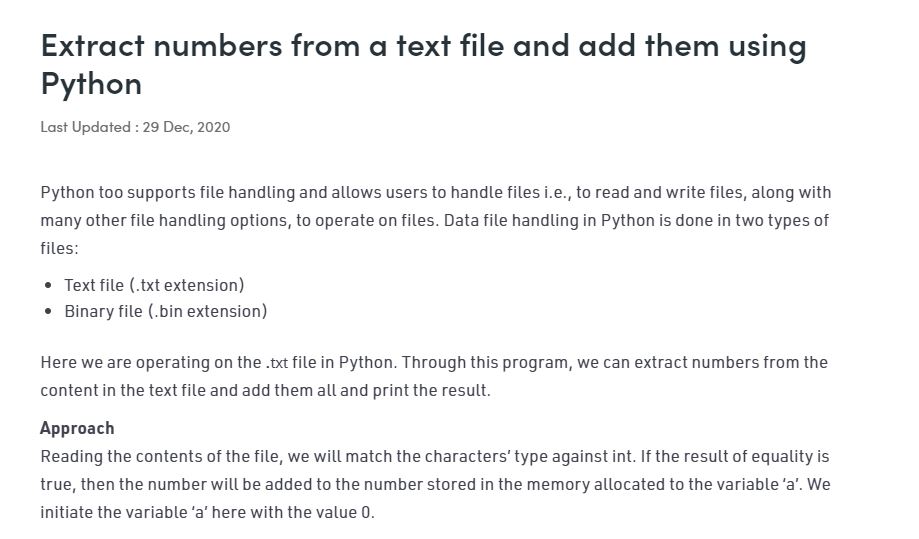 Extract numbers from a text file and add them using
Python
Last Updated : 29 Dec, 2020
Python too supports file handling and allows users to handle files i.e., to read and write files, along with
many other file handling options, to operate on files. Data file handling in Python is done in two types of
files:
• Text file (.txt extension)
• Binary file (.bin extension)
Here we are operating on the .txt file in Python. Through this program, we can extract numbers from the
content in the text file and add them all and print the result.
Approach
Reading the contents of the file, we will match the characters’ type against int. If the result of equality is
true, then the number will be added to the number stored in the memory allocated to the variable ‘a’. We
initiate the variable ‘a’ here with the value 0.